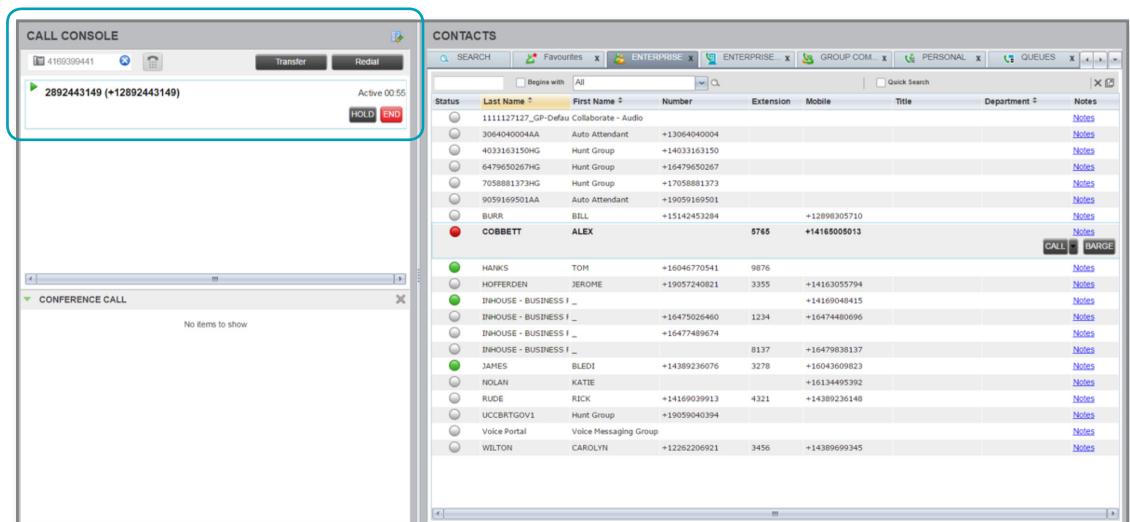 CALL CONSOLE
4169399441 Transfer Redial
2892443149 (+12892443149) Active 00:55
HOLD END
CONFERENCE CALL
No items to show
CONTACTS
SEARCH Favourites x ENTERPRISE x ENTERPRISE... x GROUP COM... x PERSONAL x QUEUES x
Begins with All Quick Search
Status Last Name First Name Number Extension Mobile Title Department Notes
1111127127_GP-Defau Collaborate - Audio Notes
3064040004AA Auto Attendant +13064040004 Notes
4033163150HG Hunt Group +14033163150 Notes
6479650267HG Hunt Group +16479650267 Notes
7058881373HG Hunt Group +17058881373 Notes
9059169501AA Auto Attendant +19059169501 Notes
BURR BILL +15142453284 +12898305710 Notes
COBBETT ALEX 5765 +14165005013 Notes
CALL BARGE
HANKS TOM +16046770541 9876 Notes
HOFFERDEN JEROME +19057240821 3355 +14163055794 Notes
INHOUSE - BUSINESS F _ +14169048415 Notes
INHOUSE - BUSINESS F _ +16475026460 1234 +16474480696 Notes
INHOUSE - BUSINESS F _ +16477489674 Notes
INHOUSE - BUSINESS F _ 8137 +16479838137 Notes
JAMES BLEDI +14389236076 3278 +16043609823 Notes
NOLAN KATIE +16134495392 Notes
RUDE RICK +14169039913 4321 +14389236148 Notes
UCCBRTGOV1 Hunt Group +19059040394 Notes
Voice Portal Voice Messaging Group Notes
WILTON CAROLYN +12262206921 3456 +14389699345 Notes